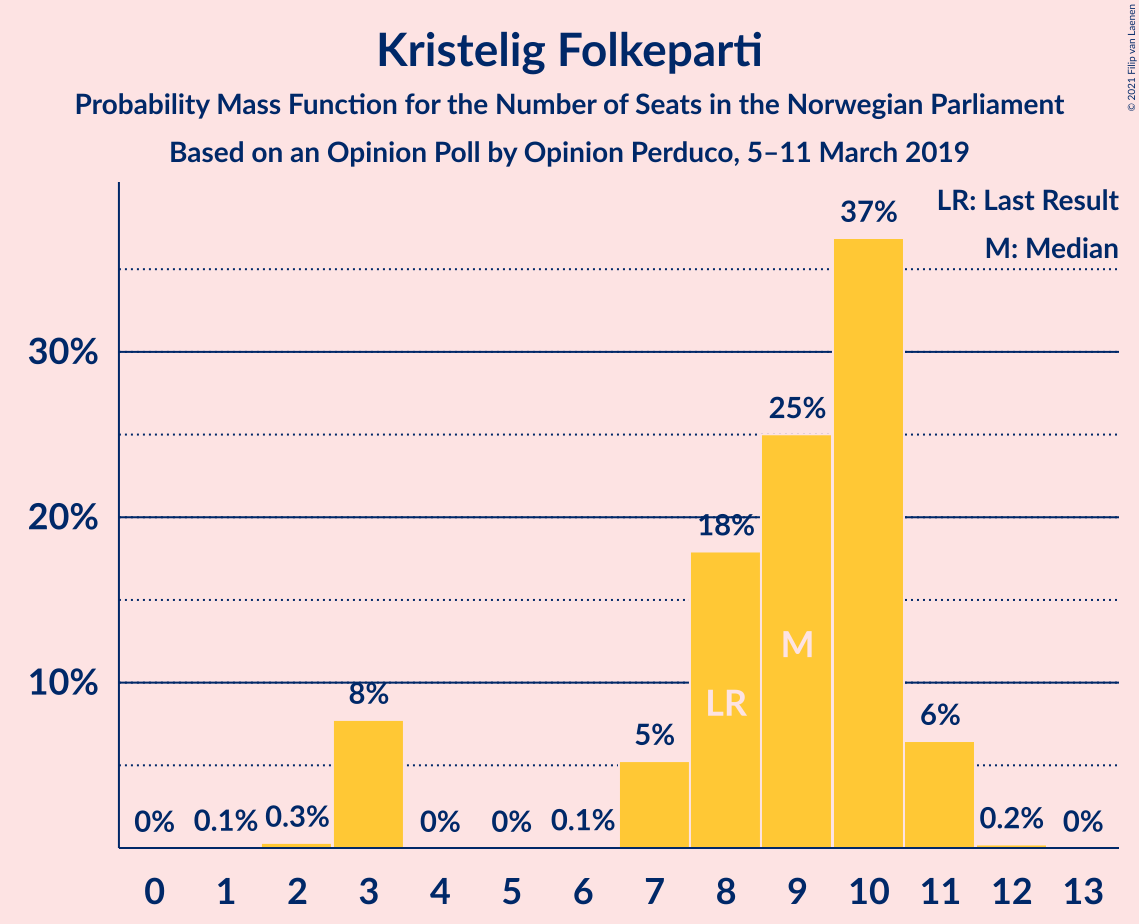 Kristelig Folkeparti
Probability Mass Function for the Number of Seats in the Norwegian Parliament
Based on an Opinion Poll by Opinion Perduco, 5–11 March 2019
© 2021 Filip van Laenen
LR: Last Result
M: Median
30%
20%
10%
0%
0.1%
0.3%
8%
0%
0%
0.1%
5%
18%
25%
37%
6%
0.2%
0%
M
LR
0 1 2 3 4 5 6 7 8 9 10 11 12 13